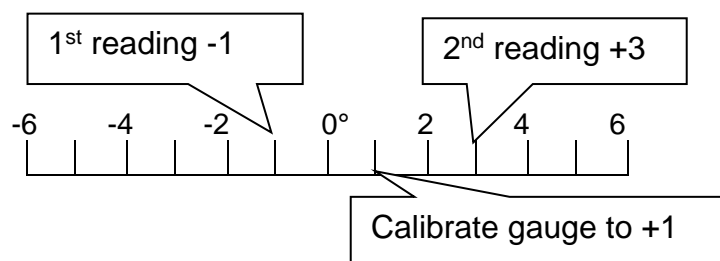 1st reading -1
2nd reading +3
-6 -4 -2 0° 2 4 6
Calibrate gauge to +1